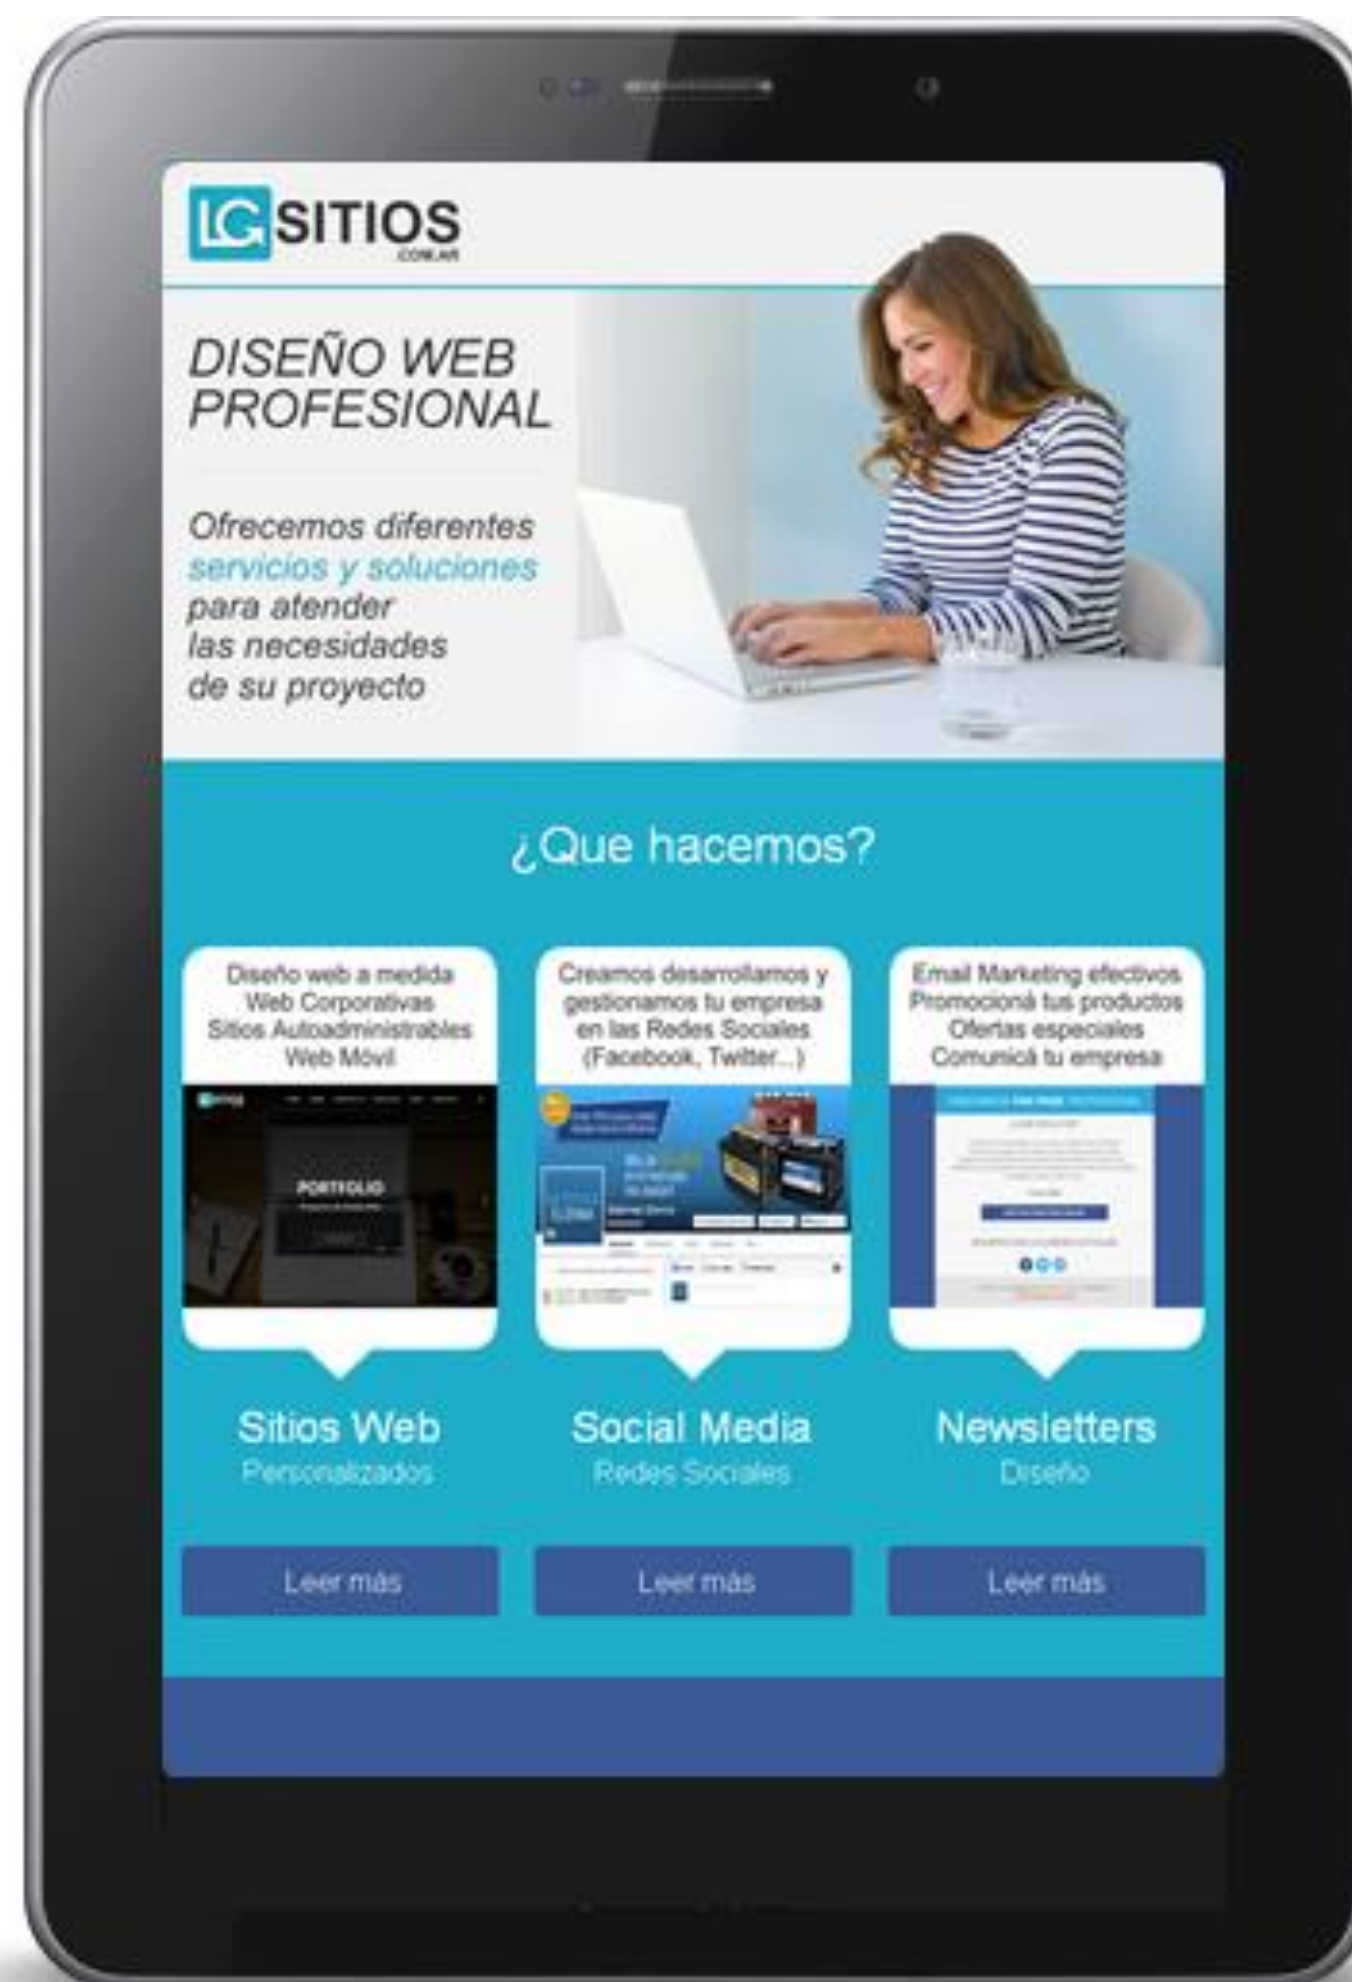 LG SITIOS
.COM.AR
DISEÑO WEB
PROFESIONAL
Ofrecemos diferentes
servicios y soluciones
para atender
las necesidades
de su proyecto
¿Que hacemos?
Diseño web a medida
Web Corporativas
Sitios Autoadministrables
Web Móvil
Creamos desarrollamos y
gestionamos tu empresa
en las Redes Sociales
(Facebook, Twitter...)
Email Marketing efectivos
Promocioná tus productos
Ofertas especiales
Comunicá tu empresa
PORTFOLIO
Sitios Web
Personalizados
Social Media
Redes Sociales
Newsletters
Diseño
Leer más
Leer más
Leer más